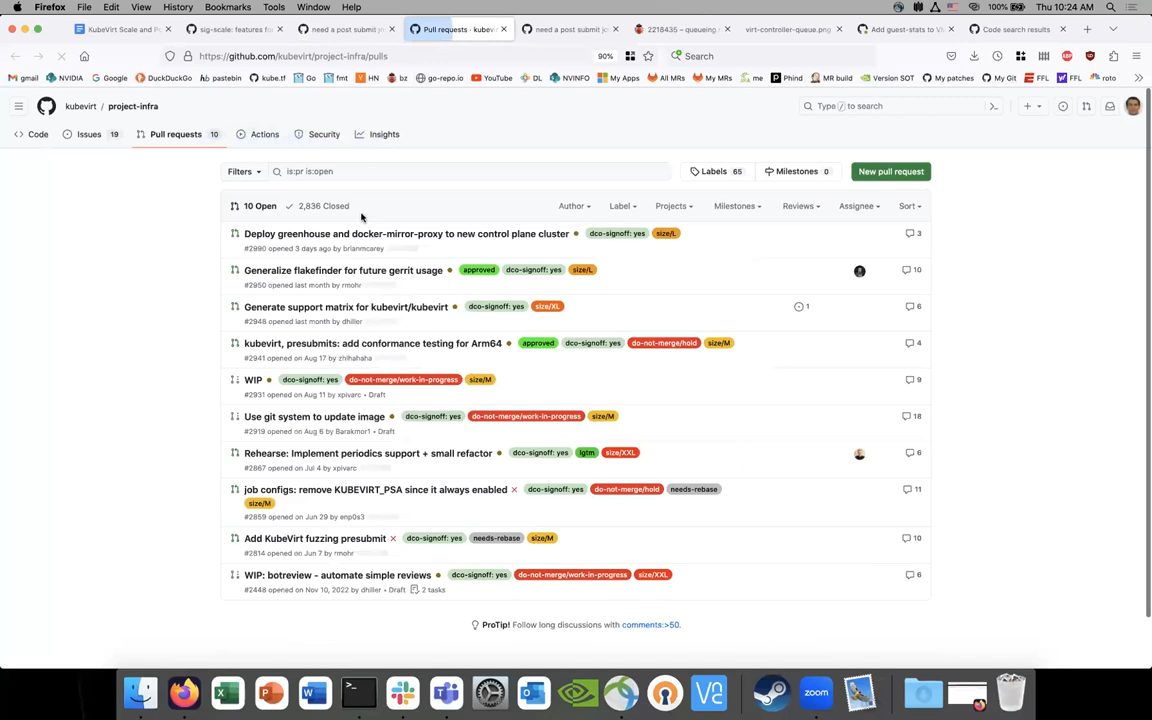 Firefox File Edit View History Bookmarks Tools Window Help 100% Thu 10:24 AM
KubeVirt Scale and P sig-scale: features fo need a post submit jo Pull requests · kubevi need a post submit jo 2218435 – queueing virt-controller-queue.png Add guest-stats to VI Code search results
https://github.com/kubevirt/project-infra/pulls 90% Search
gmail NVIDIA Google DuckDuckGo pastebin kube.tf Go fmt HN bz go-repo.io YouTube DL NVINFO My Apps All MRs My MRs me Phind MR build Version SOT My patches My Git FFL FFL roto
kubevirt / project-infra Type / to search
Code Issues 19 Pull requests 10 Actions Security Insights
Filters is:pr is:open Labels 65 Milestones 0 New pull request
10 Open 2,836 Closed Author Label Projects Milestones Reviews Assignee Sort
Deploy greenhouse and docker-mirror-proxy to new control plane cluster dco-signoff: yes size/L 3
#2990 opened 3 days ago by brianmcarey
Generalize flakefinder for future gerrit usage approved dco-signoff: yes size/L 10
#2950 opened last month by rmohr
Generate support matrix for kubevirt/kubevirt dco-signoff: yes size/XL 1 6
#2948 opened last month by dhiller
kubevirt, presubmits: add conformance testing for Arm64 approved dco-signoff: yes do-not-merge/hold size/M 4
#2941 opened on Aug 17 by zhlhahaha
WIP dco-signoff: yes do-not-merge/work-in-progress size/M 9
#2931 opened on Aug 11 by xpivarc • Draft
Use git system to update image dco-signoff: yes do-not-merge/work-in-progress size/M 18
#2919 opened on Aug 6 by Barakmor1 • Draft
Rehearse: Implement periodics support + small refactor dco-signoff: yes lgtm size/XXL 6
#2867 opened on Jul 4 by xpivarc
job configs: remove KUBEVIRT_PSA since it always enabled dco-signoff: yes do-not-merge/hold needs-rebase 11
size/M
#2859 opened on Jun 29 by enp0s3
Add KubeVirt fuzzing presubmit dco-signoff: yes needs-rebase size/M 10
#2814 opened on Jun 7 by rmohr
WIP: botreview - automate simple reviews dco-signoff: yes do-not-merge/work-in-progress size/XXL 6
#2448 opened on Nov 10, 2022 by dhiller • Draft 2 tasks
ProTip! Follow long discussions with comments:>50.
zoom